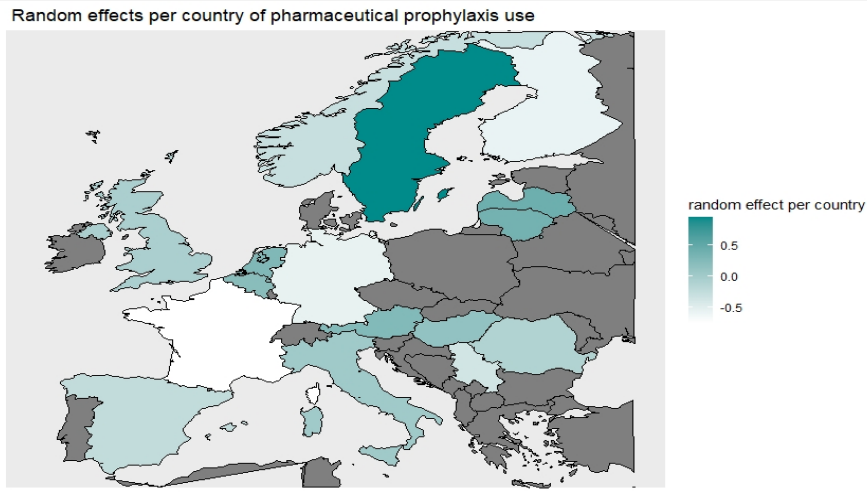 Random effects per country of pharmaceutical prophylaxis use
random effect per country
0.5
0.0
-0.5